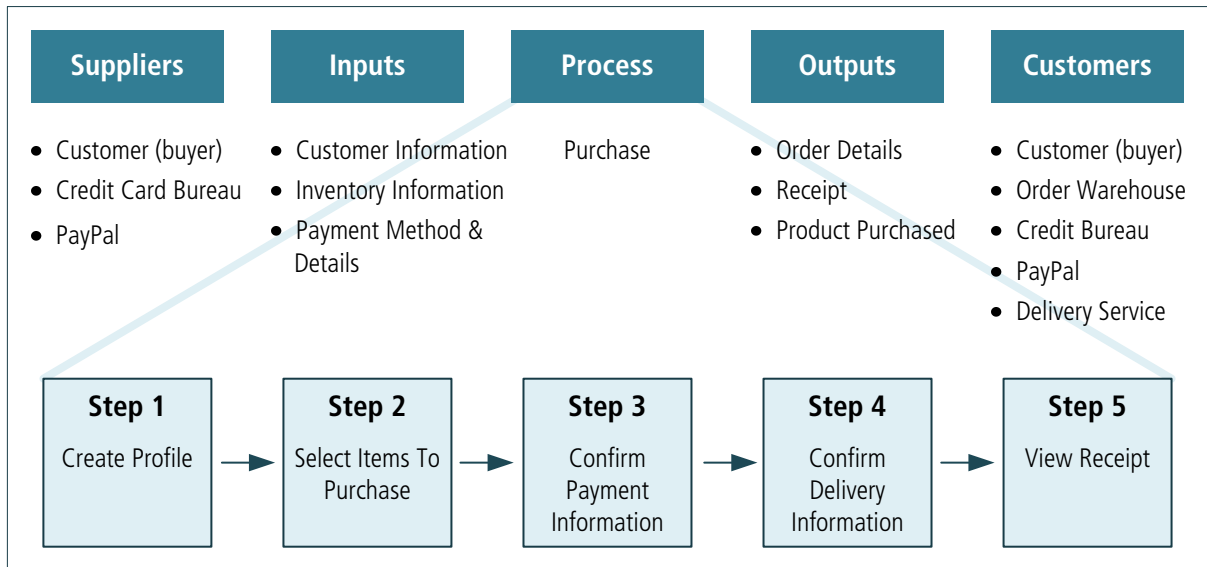 Suppliers
Inputs
Process
Outputs
Customers
• Customer (buyer)
• Credit Card Bureau
• PayPal
• Customer Information
• Inventory Information
• Payment Method &
Details
Purchase
• Order Details
• Receipt
• Product Purchased
• Customer (buyer)
• Order Warehouse
• Credit Bureau
• PayPal
• Delivery Service
Step 1
Create Profile
Step 2
Select Items To
Purchase
Step 3
Confirm
Payment
Information
Step 4
Confirm
Delivery
Information
Step 5
View Receipt